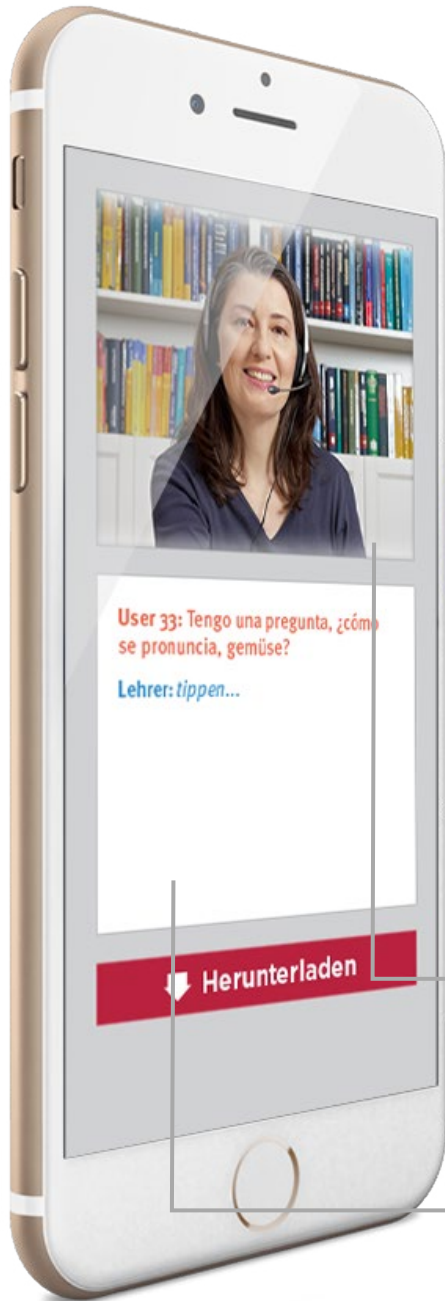 User 33: Tengo una pregunta, ¿cómo
se pronuncia, gemüse?
Lehrer: tippen...
Herunterladen